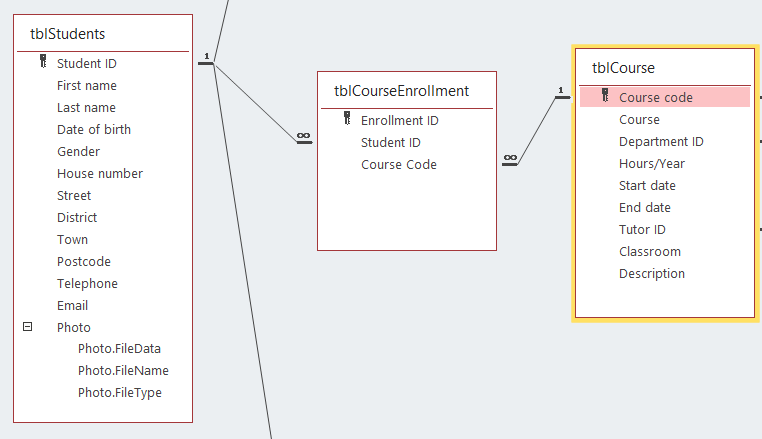 tblStudents
Student ID
First name
Last name
Date of birth
Gender
House number
Street
District
Town
Postcode
Telephone
Email
Photo
Photo.FileData
Photo.FileName
Photo.FileType
1
∞
tblCourseEnrollment
Enrollment ID
Student ID
Course Code
∞
1
tblCourse
Course code
Course
Department ID
Hours/Year
Start date
End date
Tutor ID
Classroom
Description